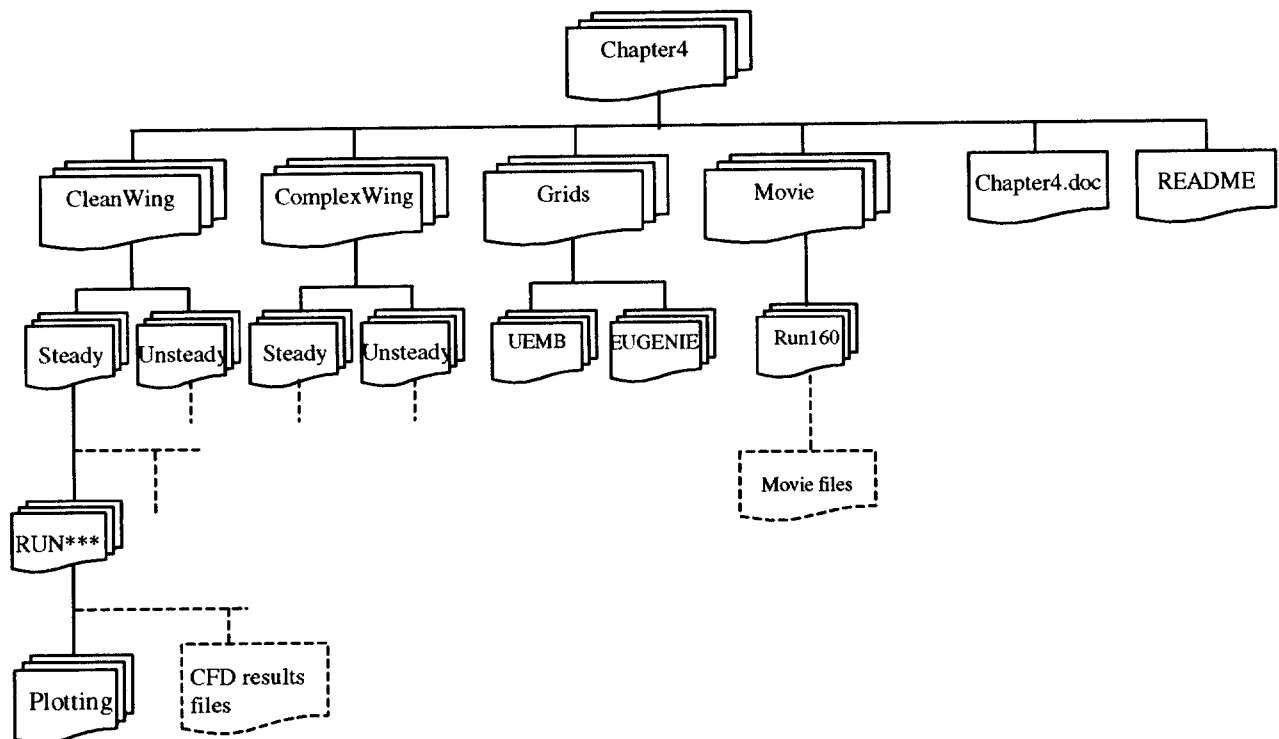 Chapter4
CleanWing
ComplexWing
Grids
Movie
Chapter4.doc
README
Steady
Unsteady
Steady
Unsteady
UEMB
EUGENIE
Run160
Movie files
RUN***
CFD results
files
Plotting